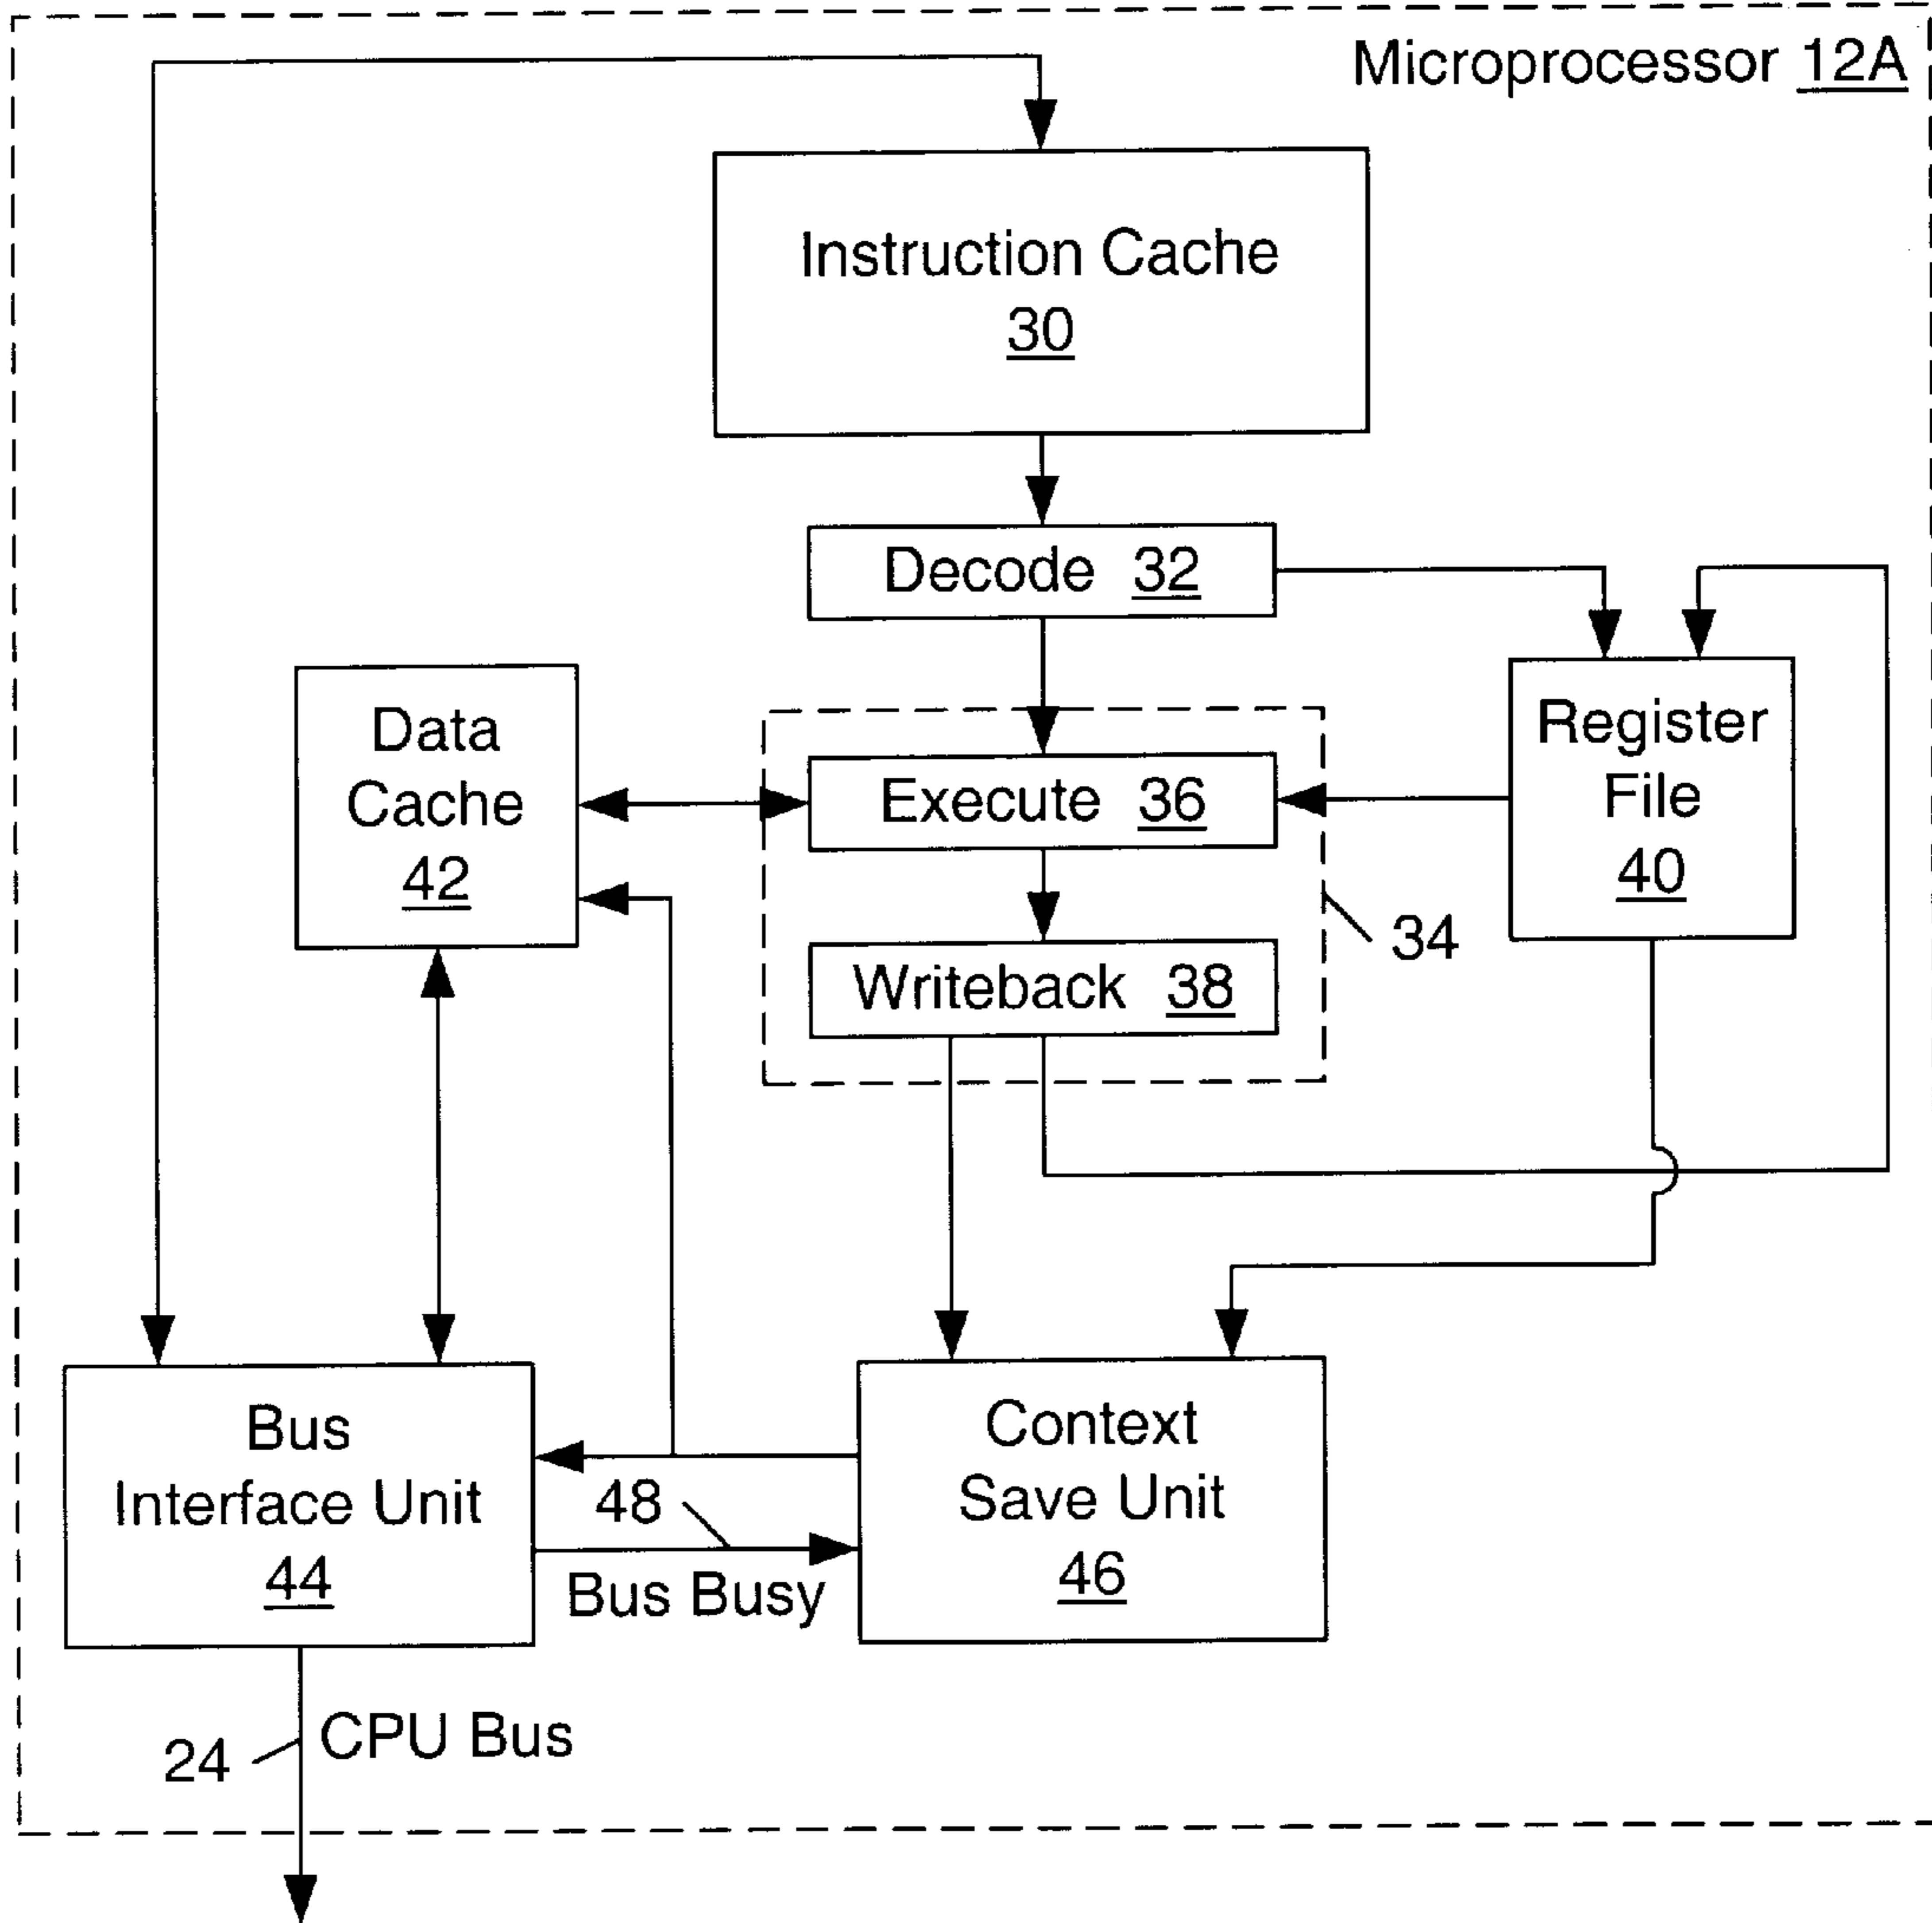 Microprocessor 12A
Instruction Cache
30
Decode 32
Data
Cache
42
Execute 36
Register
File
40
34
Writeback 38
Bus
Interface Unit
44
48
Bus Busy
Context
Save Unit
46
24
CPU Bus